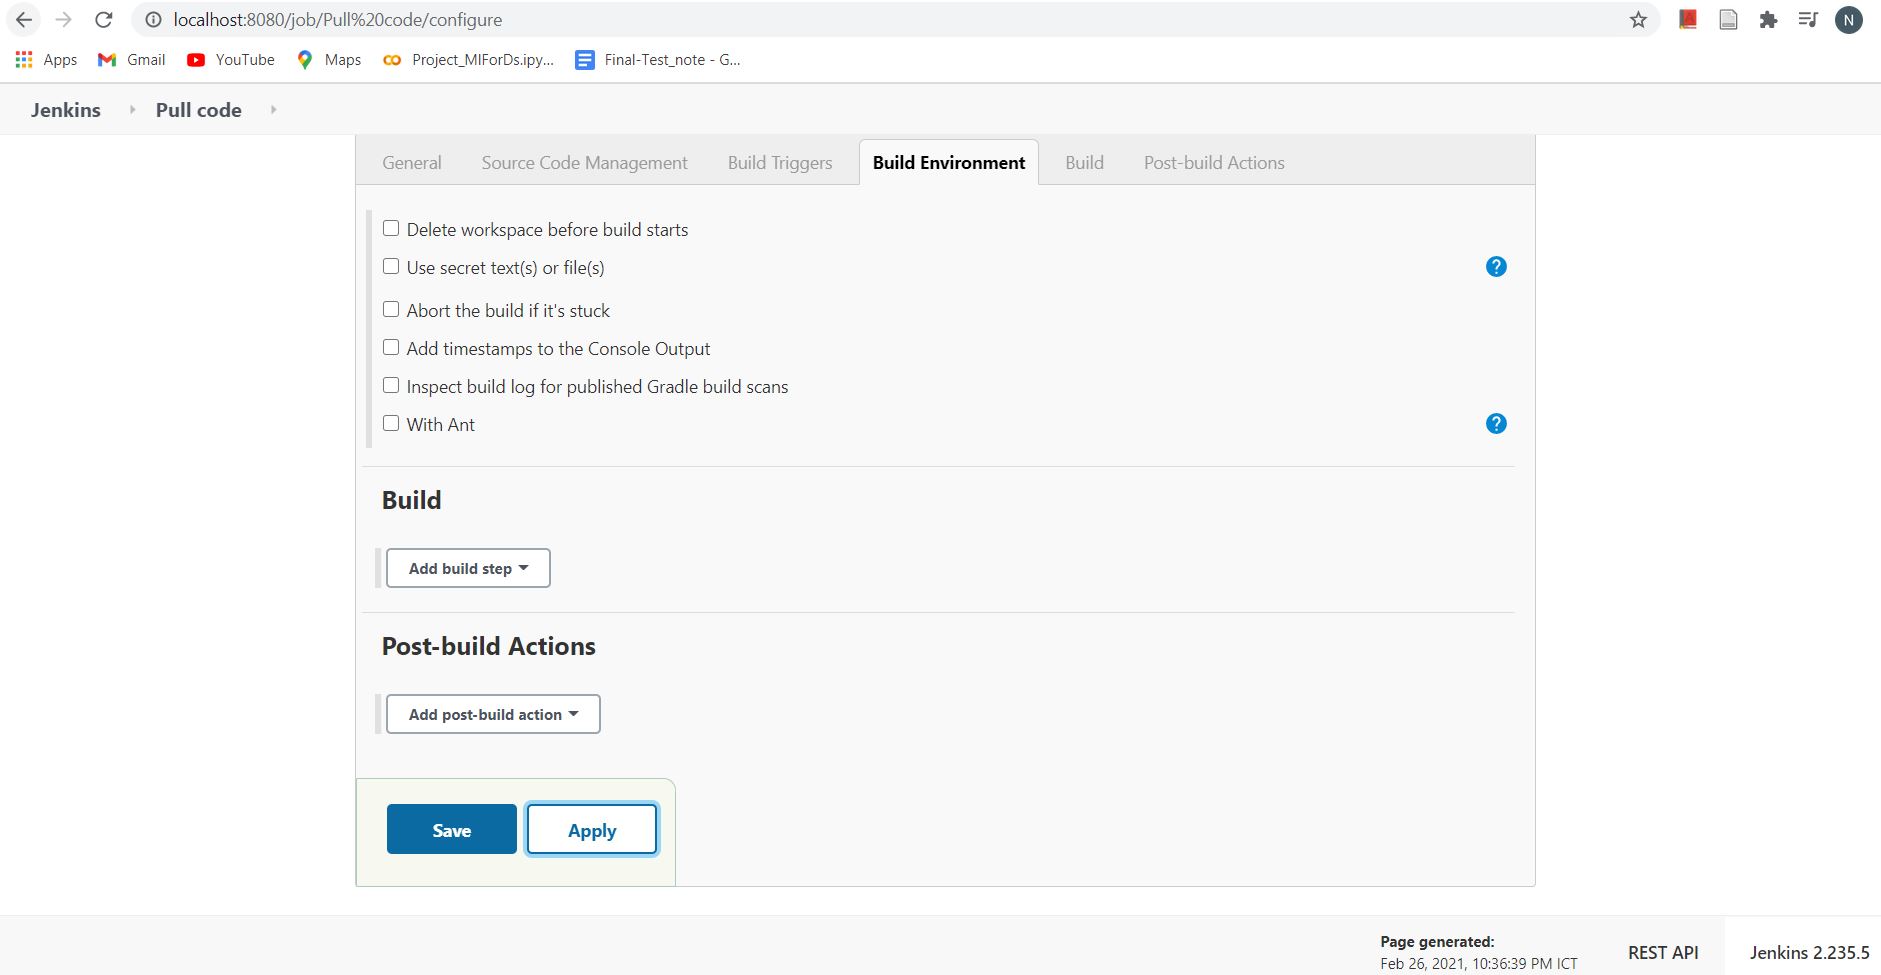 localhost:8080/job/Pull%20code/configure
N
Apps Gmail YouTube Maps Project_MlForDs.ipy... Final-Test_note - G...
Jenkins Pull code
General Source Code Management Build Triggers Build Environment Build Post-build Actions
Delete workspace before build starts
Use secret text(s) or file(s) ?
Abort the build if it's stuck
Add timestamps to the Console Output
Inspect build log for published Gradle build scans
With Ant ?
Build
Add build step
Post-build Actions
Add post-build action
Save Apply
Page generated:
Feb 26, 2021, 10:36:39 PM ICT REST API Jenkins 2.235.5